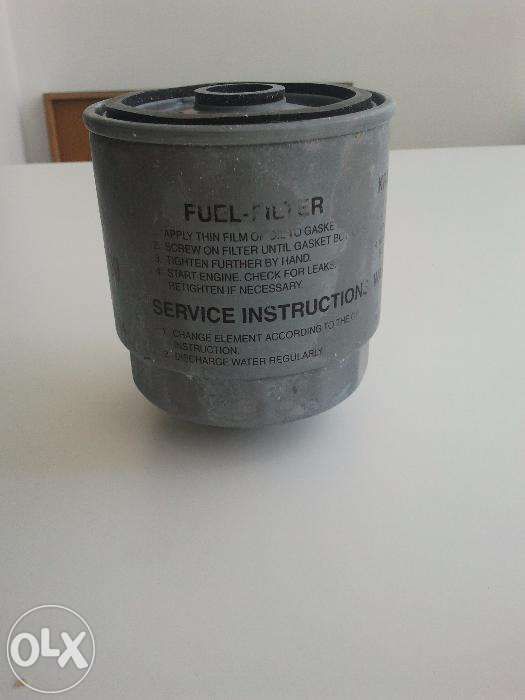 FUEL-FILTER
APPLY THIN FILM OF OIL TO GASKE
2. SCREW ON FILTER UNTIL GASKET BO
3. TIGHTEN FURTHER BY HAND.
4. START ENGINE. CHECK FOR LEAKS.
RETIGHTEN IF NECESSARY.
SERVICE INSTRUCTIONS
1. CHANGE ELEMENT ACCORDING TO THE
INSTRUCTION.
2. DISCHARGE WATER REGULARLY
OLX